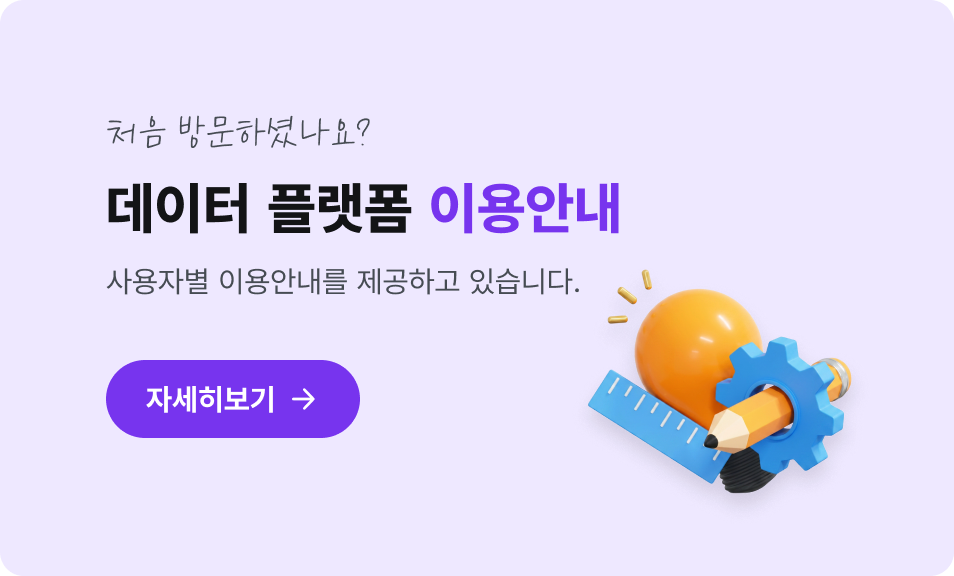 처음 방문하셨나요?
데이터 플랫폼 이용안내
사용자별 이용안내를 제공하고 있습니다.
자세히보기 →